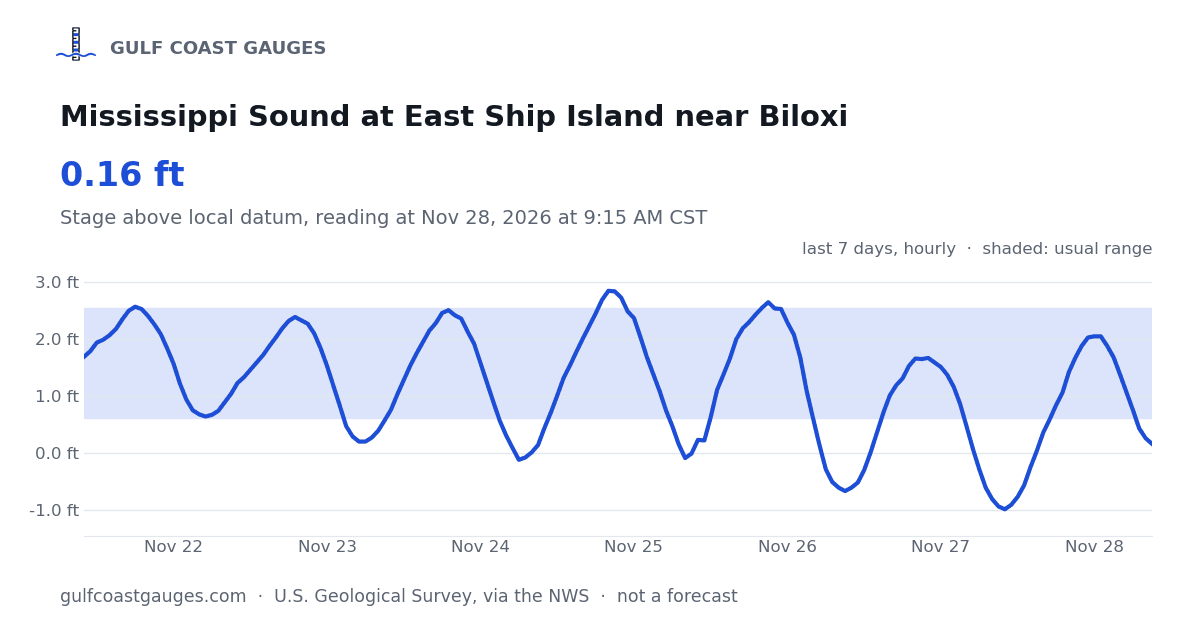 GULF COAST GAUGES
Mississippi Sound at East Ship Island near Biloxi
0.16 ft
Stage above local datum, reading at Nov 28, 2026 at 9:15 AM CST
last 7 days, hourly · shaded: usual range
3.0 ft
2.0 ft
1.0 ft
0.0 ft
-1.0 ft
Nov 22 Nov 23 Nov 24 Nov 25 Nov 26 Nov 27 Nov 28
gulfcoastgauges.com · U.S. Geological Survey, via the NWS · not a forecast